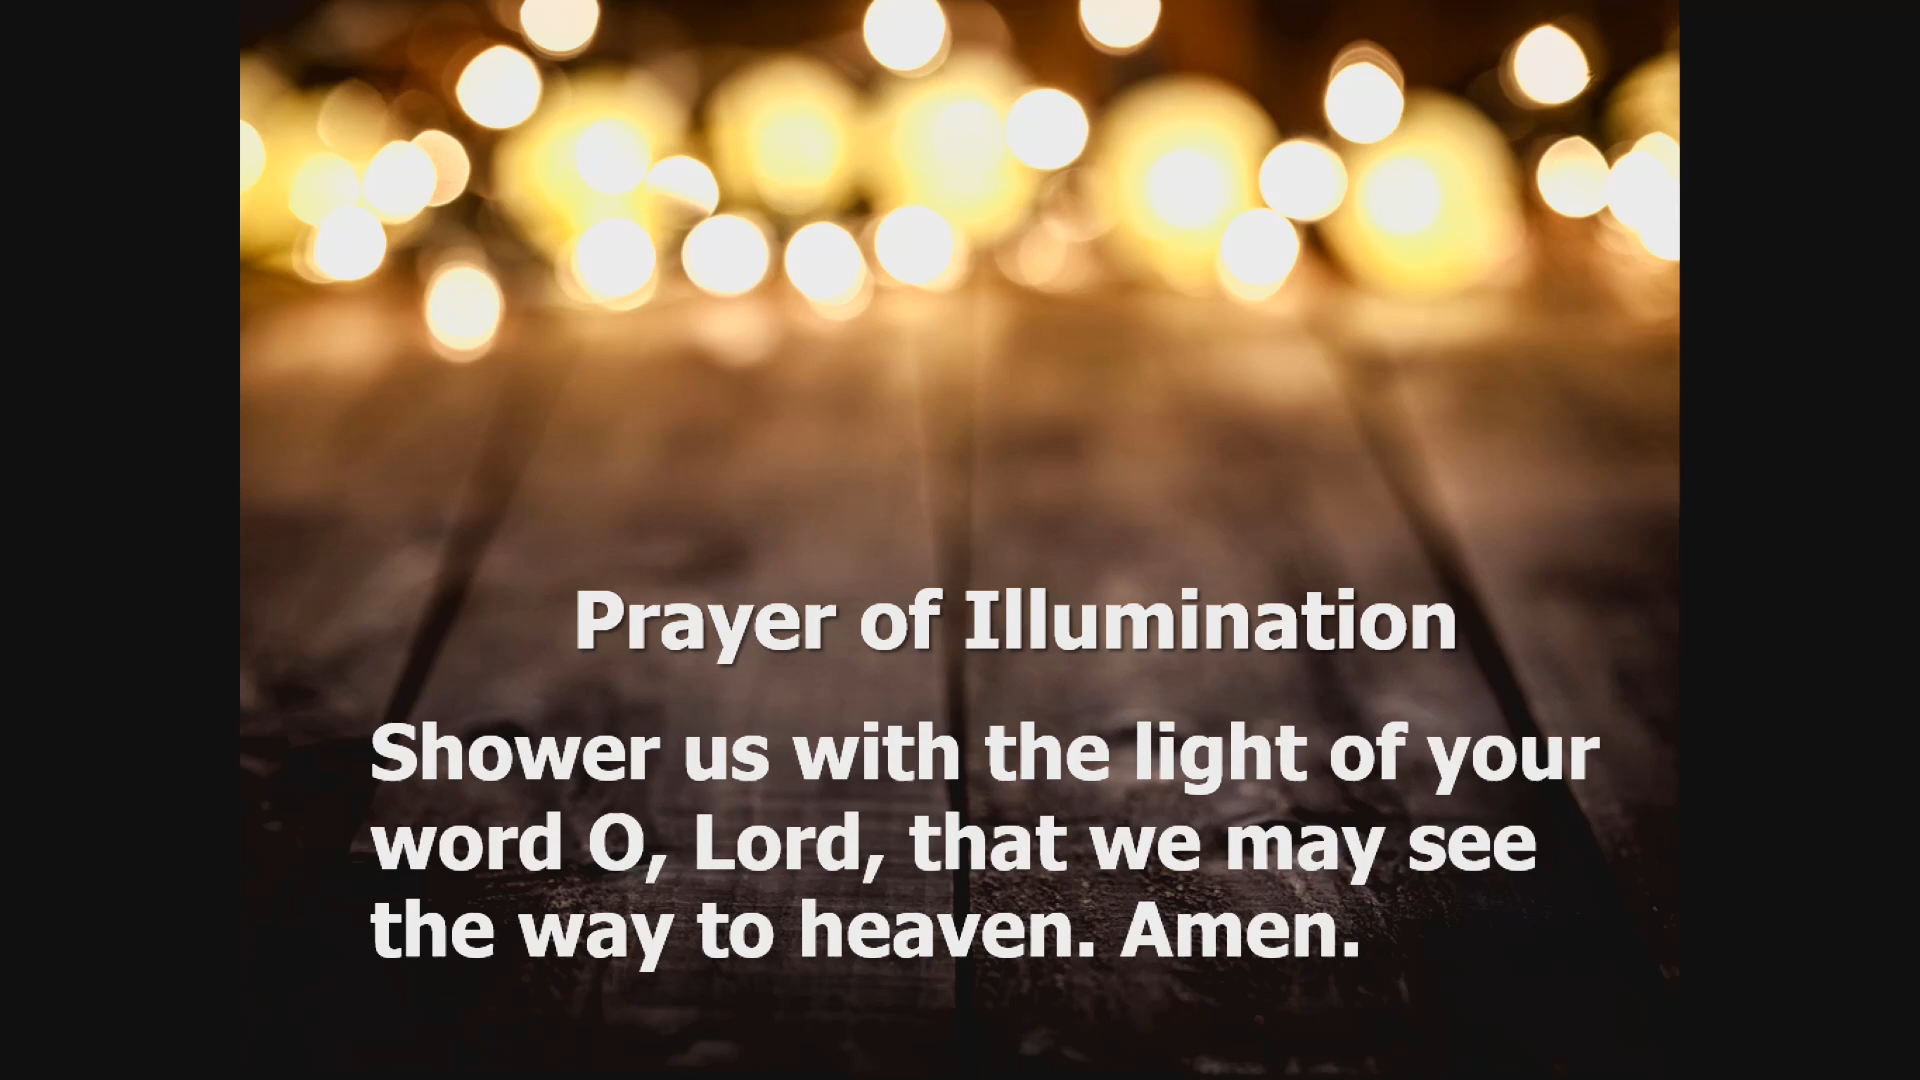 Prayer of Illumination
Shower us with the light of your
word O, Lord, that we may see
the way to heaven. Amen.